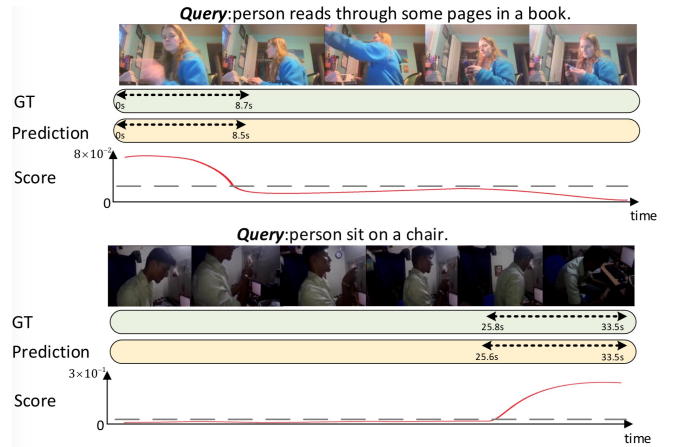 Query:person reads through some pages in a book.
GT
0s 8.7s
Prediction
0s 8.5s
8×10⁻²
Score
0
time
Query:person sit on a chair.
GT
25.8s 33.5s
Prediction
25.6s 33.5s
3×10⁻¹
Score
0
time